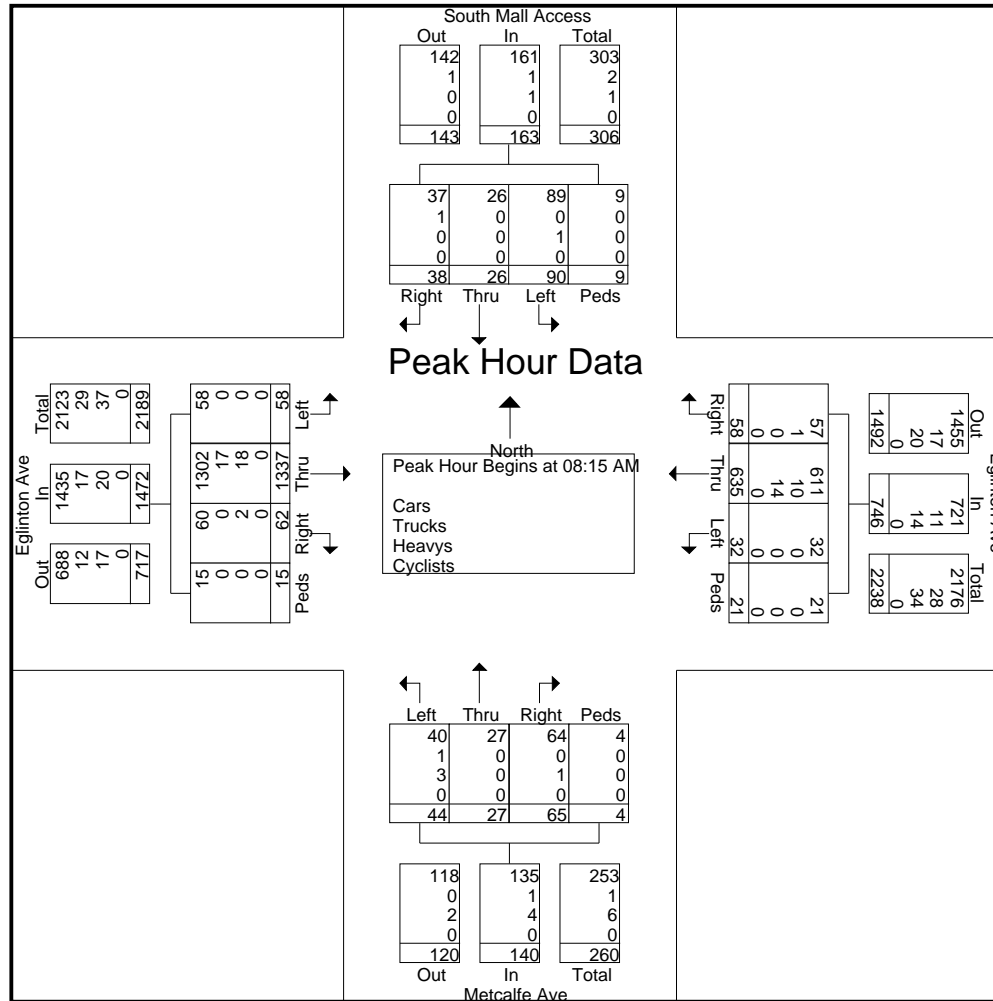 South Mall Access
Out In Total
142 161 303
1 1 2
0 1 1
0 0 0
143 163 306
37 26 89 9
1 0 0 0
0 0 1 0
0 0 0 0
38 26 90 9
Right Thru Left Peds
Peak Hour Data
Eglinton Ave
Total
2123 29 37 0 2189
In
1435 17 20 0 1472
Out
688 12 17 0 717
58 0 0 0 58
Left
1302 17 18 0 1337
Thru
60 0 2 0 62
Right
15 0 0 0 15
Peds
North
Peak Hour Begins at 08:15 AM
Cars
Trucks
Heavys
Cyclists
Right
57 1 0 0 58
Thru
611 10 14 0 635
Left
32 0 0 0 32
Peds
21 0 0 0 21
Out
1455 17 20 0 1492
In
721 11 14 0 746
Total
2176 28 34 0 2238
Left Thru Right Peds
40 27 64 4
1 0 0 0
3 0 1 0
0 0 0 0
44 27 65 4
118 135 253
0 1 1
2 4 6
0 0 0
120 140 260
Out In Total
Metcalfe Ave